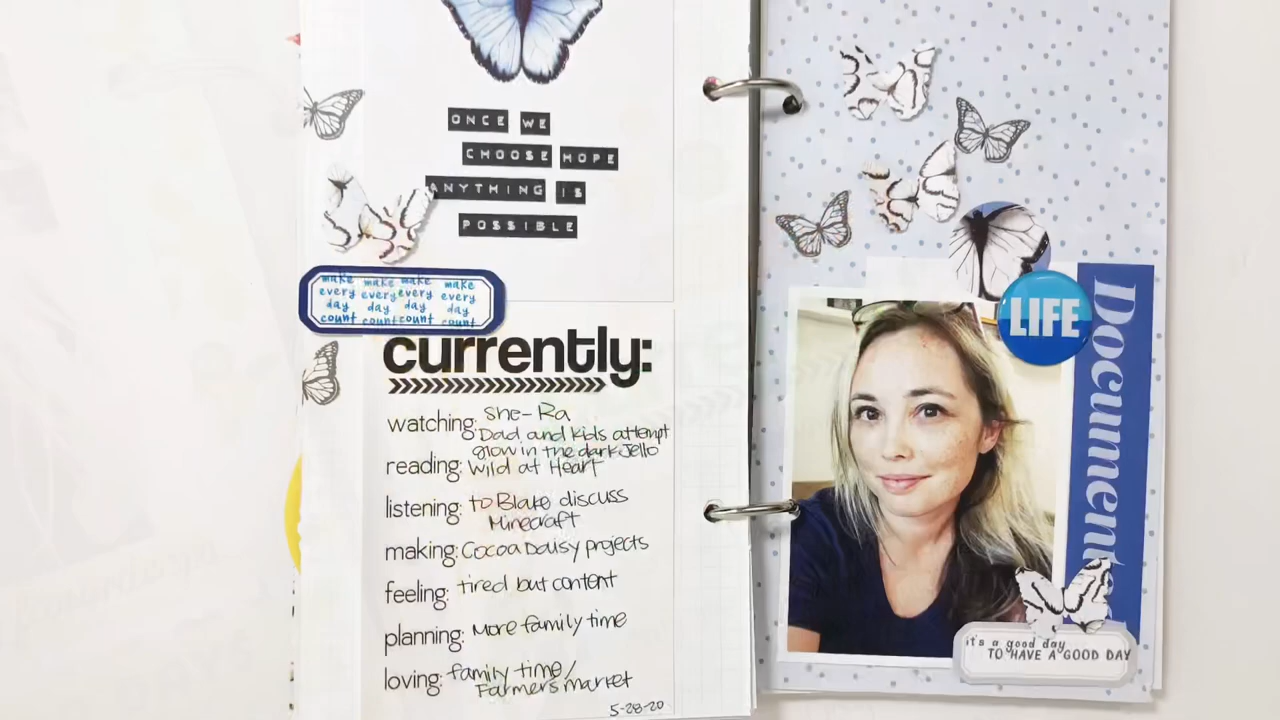 ONCE WE
CHOOSE HOPE
ANYTHING IS
POSSIBLE
make make make make
every every every every
day day day day
count count count count
currently:
watching: She-Ra
Dad and kids attempt
glow in the dark Jello
reading: Wild at Heart
listening: to Blake discuss
Minecraft
making: Cocoa Daisy projects
feeling: tired but content
planning: More family time
loving: family time/
Farmers market
5-28-20
LIFE
Document
it's a good day
TO HAVE A GOOD DAY